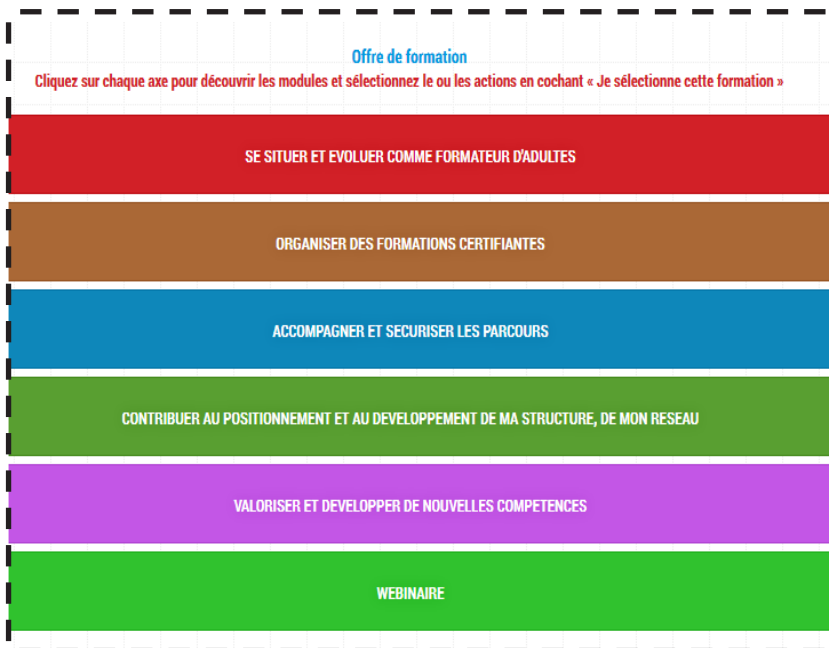 Offre de formation
Cliquez sur chaque axe pour découvrir les modules et sélectionnez le ou les actions en cochant « Je sélectionne cette formation »
SE SITUER ET EVOLUER COMME FORMATEUR D'ADULTES
ORGANISER DES FORMATIONS CERTIFIANTES
ACCOMPAGNER ET SECURISER LES PARCOURS
CONTRIBUER AU POSITIONNEMENT ET AU DEVELOPPEMENT DE MA STRUCTURE, DE MON RESEAU
VALORISER ET DEVELOPPER DE NOUVELLES COMPETENCES
WEBINAIRE